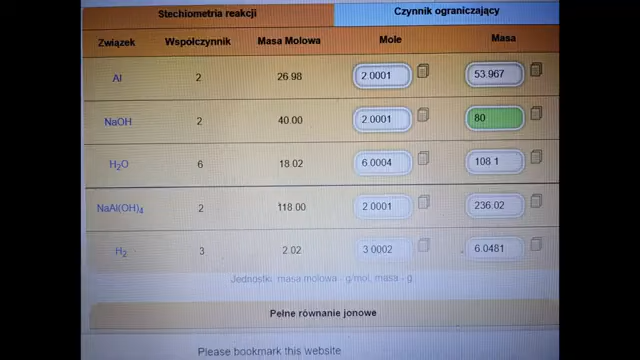 Stechiometria reakcji Czynnik ograniczający
Związek Współczynnik Masa Molowa Mole Masa
Al 2 26.98 2.0001 53.967
NaOH 2 40.00 2.0001 80
H₂O 6 18.02 6.0004 108.1
NaAl(OH)₄ 2 118.00 2.0001 236.02
H₂ 3 2.02 3.0002 6.0481
Jednostki: masa molowa - g/mol, masa - g.
Pełne równanie jonowe
Please bookmark this website